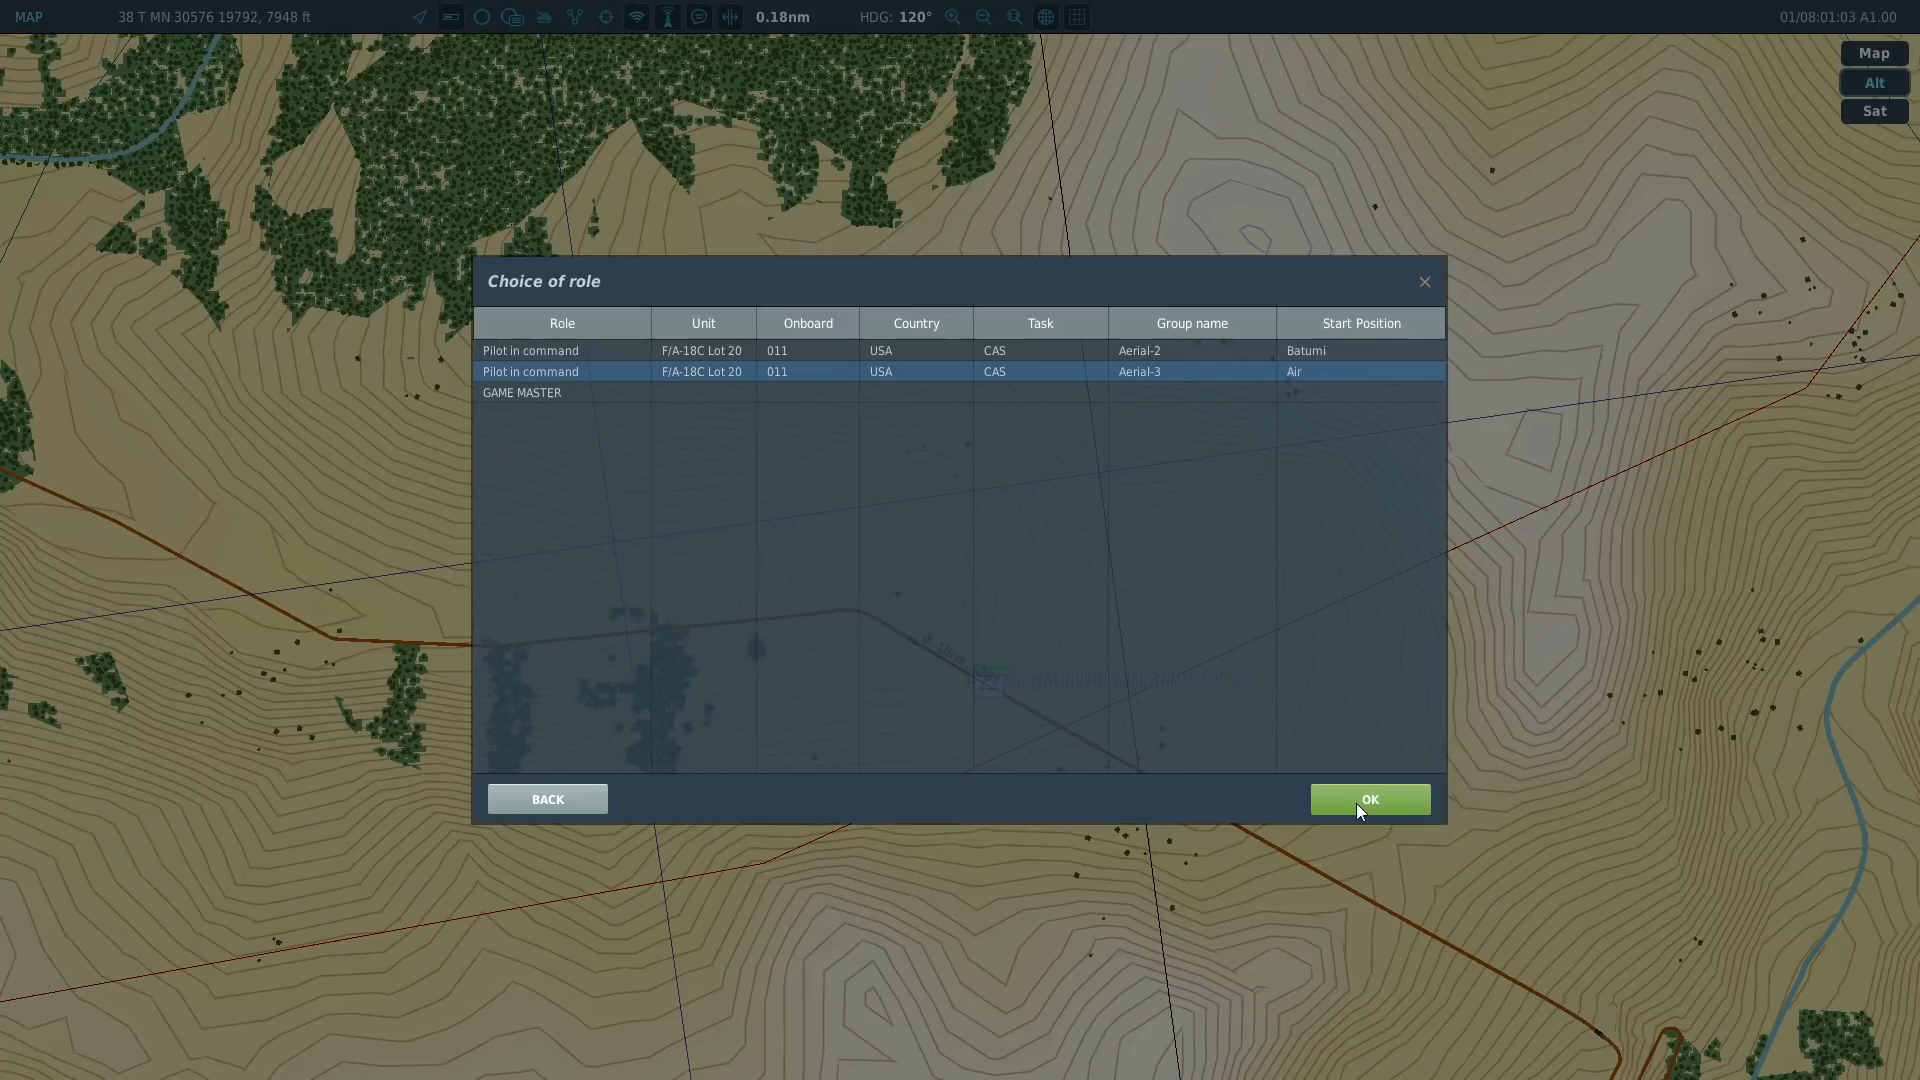 MAP 38 T MN 30576 19792, 7948 ft 0.18nm HDG: 120° 01/08:01:03 A1.00
Map
Alt
Sat
Choice of role
Role Unit Onboard Country Task Group name Start Position
Pilot in command F/A-18C Lot 20 011 USA CAS Aerial-2 Batumi
Pilot in command F/A-18C Lot 20 011 USA CAS Aerial-3 Air
GAME MASTER
BACK OK